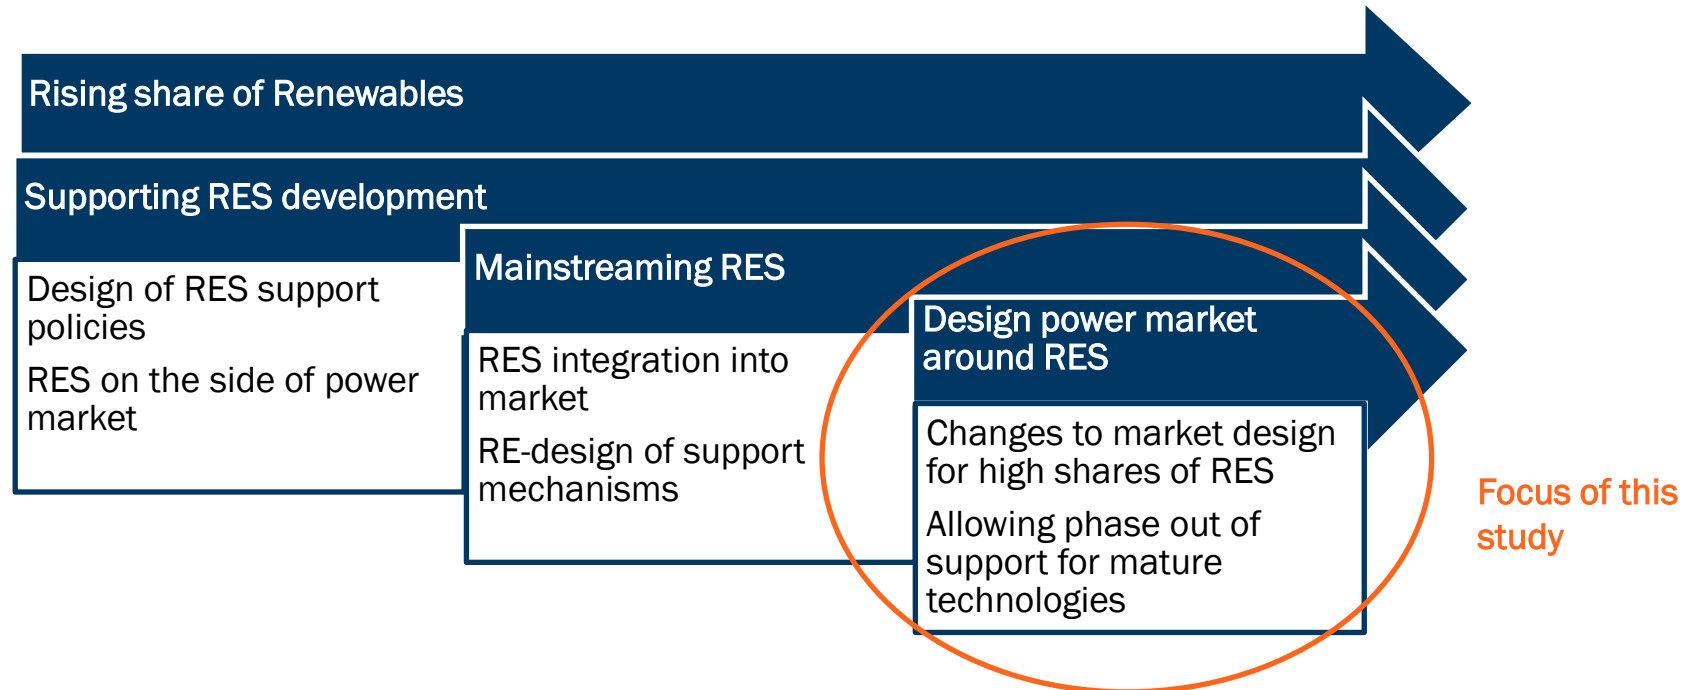 Rising share of Renewables
Supporting RES development
Design of RES support
policies
RES on the side of power
market
Mainstreaming RES
RES integration into
market
RE-design of support
mechanisms
Design power market
around RES
Changes to market design
for high shares of RES
Allowing phase out of
support for mature
technologies
Focus of this
study